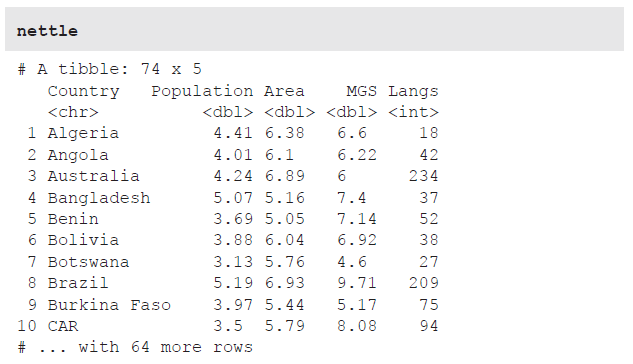 nettle
# A tibble: 74 x 5
   Country   Population Area    MGS Langs
   <chr>          <dbl> <dbl> <dbl> <int>
 1 Algeria         4.41 6.38  6.6      18
 2 Angola          4.01 6.1   6.22     42
 3 Australia       4.24 6.89  6       234
 4 Bangladesh      5.07 5.16  7.4      37
 5 Benin           3.69 5.05  7.14     52
 6 Bolivia         3.88 6.04  6.92     38
 7 Botswana        3.13 5.76  4.6      27
 8 Brazil          5.19 6.93  9.71    209
 9 Burkina Faso    3.97 5.44  5.17     75
10 CAR             3.5  5.79  8.08     94
# ... with 64 more rows